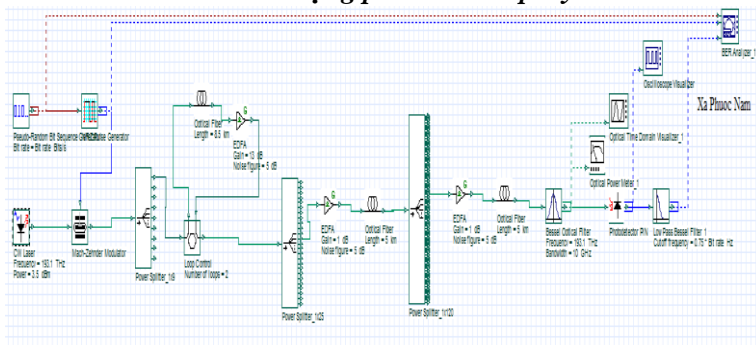 BER Analyzer_1
Oscilloscope Visualizer
Xa Phuoc Nam
Optical Fiber
Length = 8.5 km
EDFA
Gain = 13 dB
Noise figure = 5 dB
Pseudo-Random Bit Sequence Generator
Bit rate = Bit rate Bits/s
Pulse Generator
Optical Time Domain Visualizer_1
Optical Power Meter_1
CW Laser
Frequency = 193.1 THz
Power = 3.5 dBm
Mach-Zehnder Modulator
Power Splitter_1x8
Loop Control
Number of loops = 2
Power Splitter_1x25
EDFA
Gain = 1 dB
Noise figure = 5 dB
Optical Fiber
Length = 5 km
Power Splitter_1x120
EDFA
Gain = 1 dB
Noise figure = 5 dB
Optical Fiber
Length = 5 km
Bessel Optical Filter
Frequency = 193.1 THz
Bandwidth = 10 GHz
Photodetector PIN
Low Pass Bessel Filter_1
Cutoff frequency = 0.75 * Bit rate Hz